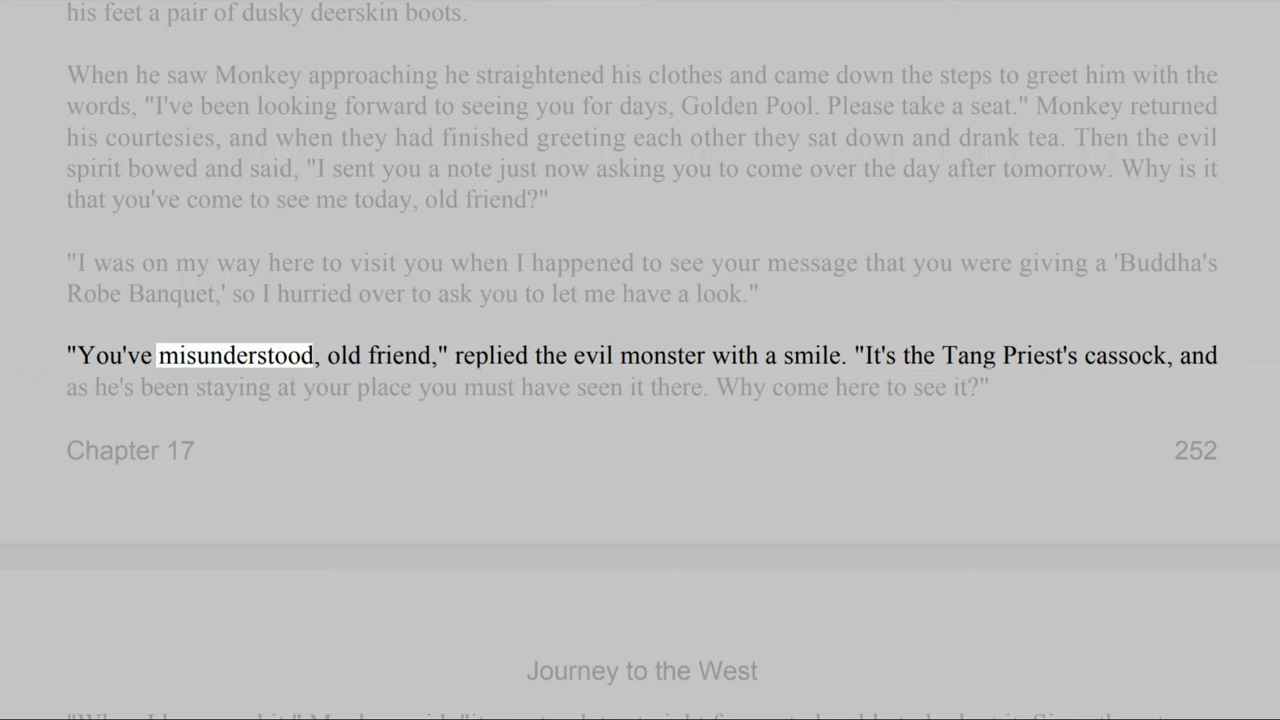 his feet a pair of dusky deerskin boots.
When he saw Monkey approaching he straightened his clothes and came down the steps to greet him with the
words, "I've been looking forward to seeing you for days, Golden Pool. Please take a seat." Monkey returned
his courtesies, and when they had finished greeting each other they sat down and drank tea. Then the evil
spirit bowed and said, "I sent you a note just now asking you to come over the day after tomorrow. Why is it
that you've come to see me today, old friend?"
"I was on my way here to visit you when I happened to see your message that you were giving a 'Buddha's
Robe Banquet,' so I hurried over to ask you to let me have a look."
"You've misunderstood, old friend," replied the evil monster with a smile. "It's the Tang Priest's cassock, and
as he's been staying at your place you must have seen it there. Why come here to see it?"
Chapter 17 252
Journey to the West